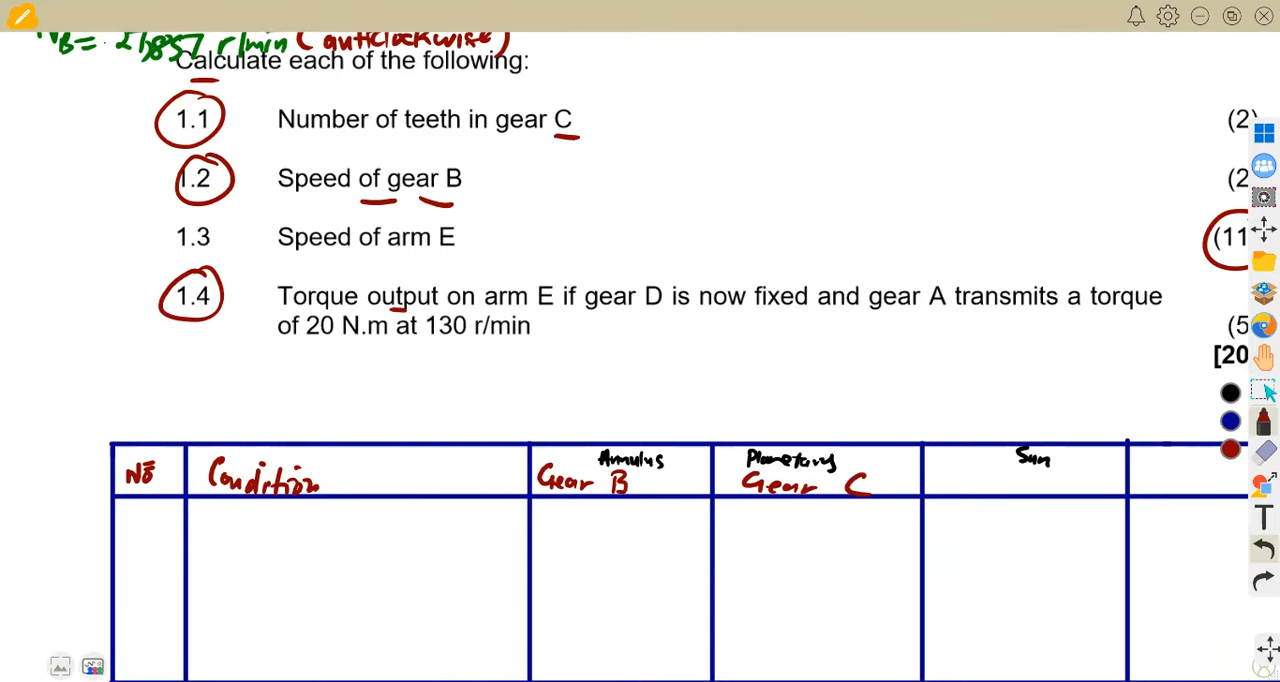 NB = 21,857 r/min (anticlockwise)
Calculate each of the following:
1.1 Number of teeth in gear C (2)
1.2 Speed of gear B (2
1.3 Speed of arm E (11
1.4 Torque output on arm E if gear D is now fixed and gear A transmits a torque
of 20 N.m at 130 r/min (5
[20
No Condition Annulus Gear B Planetary Gear C Sun
T